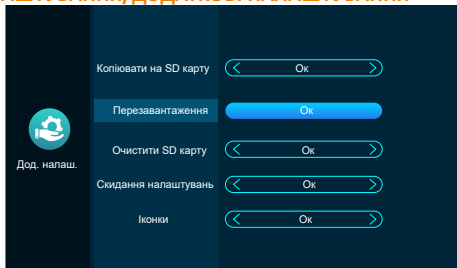 Копіювати на SD карту < Ок >
Перезавантаження Ок
Очистити SD карту < Ок >
Дод. налаш.
Скидання налаштувань < Ок >
Іконки < Ок >